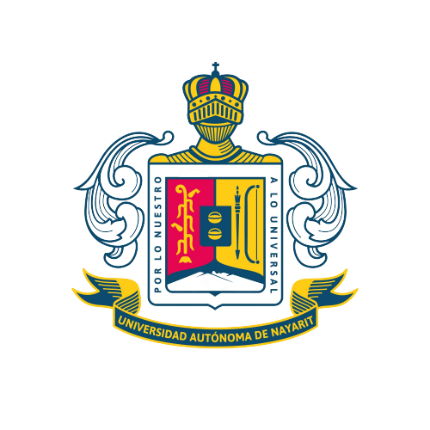 POR LO NUESTRO
A LO UNIVERSAL
UNIVERSIDAD AUTÓNOMA DE NAYARIT